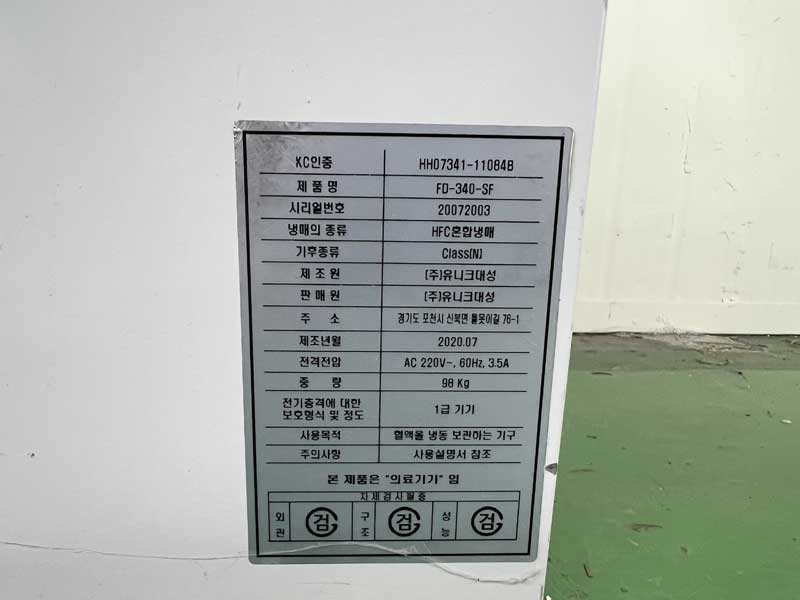 KC인증 HH07341-11084B
제 품 명 FD-340-SF
시리얼번호 20072003
냉매의 종류 HFC혼합냉매
기후종류 Class(N)
제 조 원 (주)유니크대성
판 매 원 (주)유니크대성
주 소 경기도 포천시 신북면 틀못이길 76-1
제조년월 2020.07
전격전압 AC 220V~, 60Hz, 3.5A
중 량 98 Kg
전기충격에 대한
보호형식 및 정도 1급 기기
사용목적 혈액을 냉동 보관하는 기구
주의사항 사용설명서 참조
본 제품은 "의료기기" 임
자체검사필증
외관 검 구조 검 성능 검